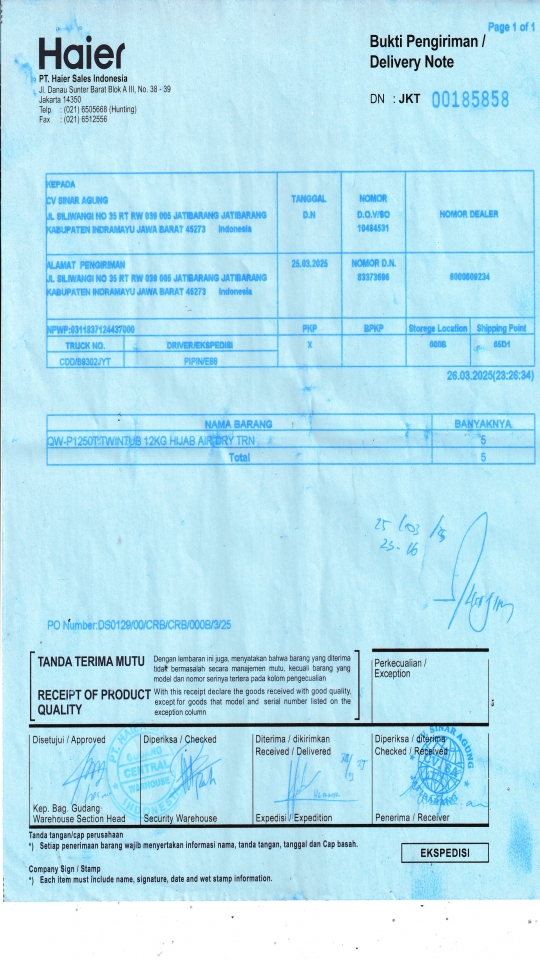 Page 1 of 1
Haier
Bukti Pengiriman /
Delivery Note
PT. Haier Sales Indonesia
Jl. Danau Sunter Barat Blok A III, No. 38 - 39
Jakarta 14350
Telp : (021) 6505668 (Hunting)
Fax : (021) 6512556
DN : JKT 00185858
KEPADA
CV SINAR AGUNG
JL SILIWANGI NO 35 RT RW 036 005 JATIBARANG JATIBARANG
KABUPATEN INDRAMAYU JAWA BARAT 45273 Indonesia
TANGGAL
D.N
NOMOR
D.O.V/SO
10484531
NOMOR DEALER
ALAMAT PENGIRIMAN
JL SILIWANGI NO 35 RT RW 036 005 JATIBARANG JATIBARANG
KABUPATEN INDRAMAYU JAWA BARAT 45273 Indonesia
25.03.2025
NOMOR D.N.
83373696
6000609234
NPWP:0311837124437000
PKP
BPKP
Storege Location
Shipping Point
TRUCK NO.
DRIVER/EKSPEDISI
X
000B
65D1
CDD/B9302JYT
PIPIN/E88
26.03.2025(23:26:34)
NAMA BARANG
BANYAKNYA
QW-P1250T:TWINTUB 12KG HIJAB AIR DRY TRN
5
Total
5
25/03/25
PO Number:DS0129/00/CRB/CRB/000B/3/25
TANDA TERIMA MUTU
Dengan lembaran ini juga, menyatakan bahwa barang yang diterima
tidak bermasalah secara manajemen mutu, kecuali barang yang
model dan nomor serinya tertera pada kolom pengecualian
RECEIPT OF PRODUCT
QUALITY
With this receipt declare the goods received with good quality,
except for goods that model and serial number listed on the
exception column
Perkecualian /
Exception
Disetujui / Approved
Diperiksa / Checked
Diterima / dikirimkan
Received / Delivered
Diperiksa / diterima
Checked / Received
CENTRAL
WAREHOUSE
SINAR AGUNG
Kep. Bag. Gudang
Warehouse Section Head
Security Warehouse
Expedisi / Expedition
Penerima / Receiver
Tanda tangan/cap perusahaan
*) Setiap penerimaan barang wajib menyertakan informasi nama, tanda tangan, tanggal dan Cap basah.
EKSPEDISI
Company Sign / Stamp
*) Each item must include name, signature, date and wet stamp information.